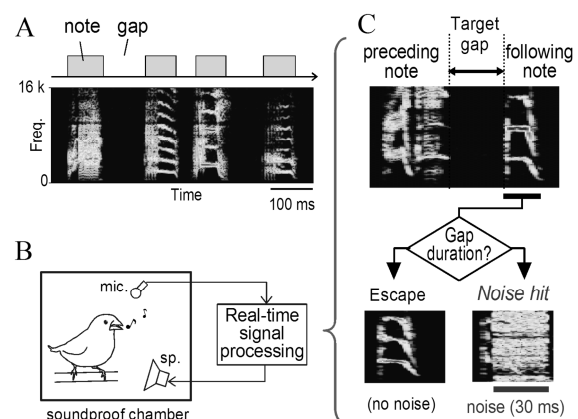 A
note gap
16 k
Freq.
0
Time
100 ms
B
mic.
Real-time
signal
processing
sp.
soundproof chamber
C
Target
gap
preceding
note
following
note
Gap
duration?
Escape
Noise hit
(no noise)
noise (30 ms)